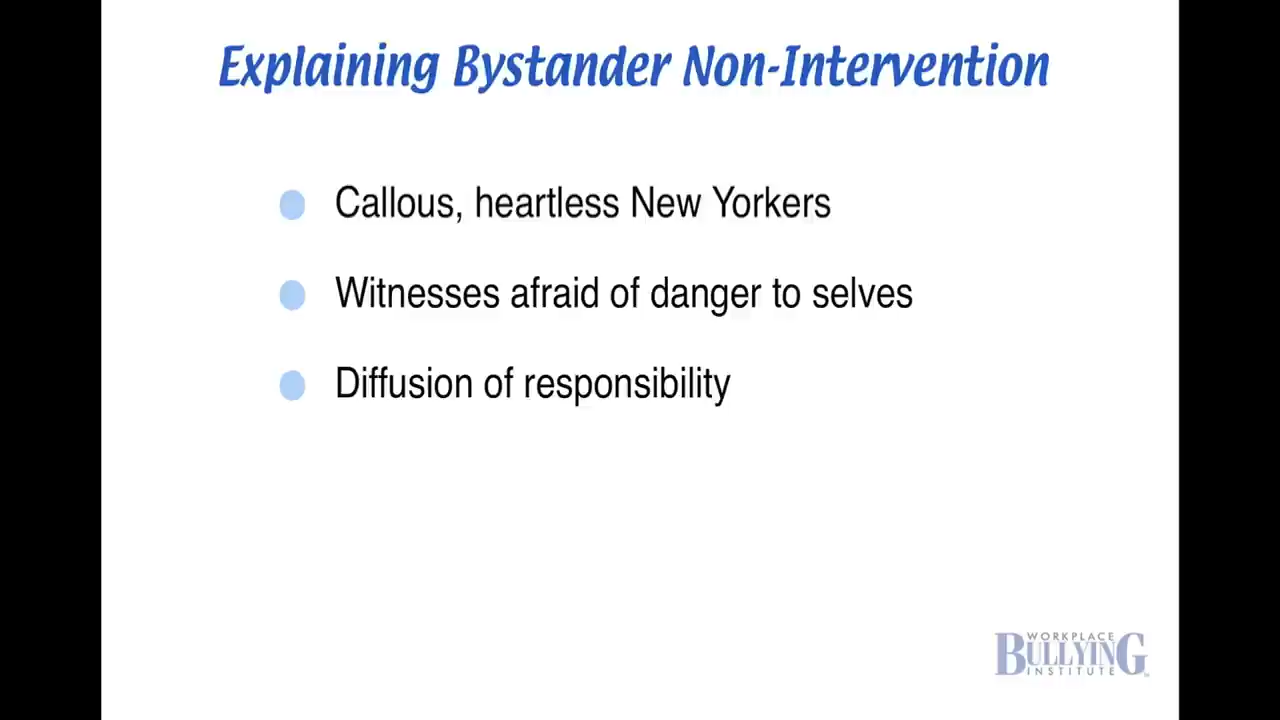 Explaining Bystander Non-Intervention
Callous, heartless New Yorkers
Witnesses afraid of danger to selves
Diffusion of responsibility
WORKPLACE
BULLYING
INSTITUTE